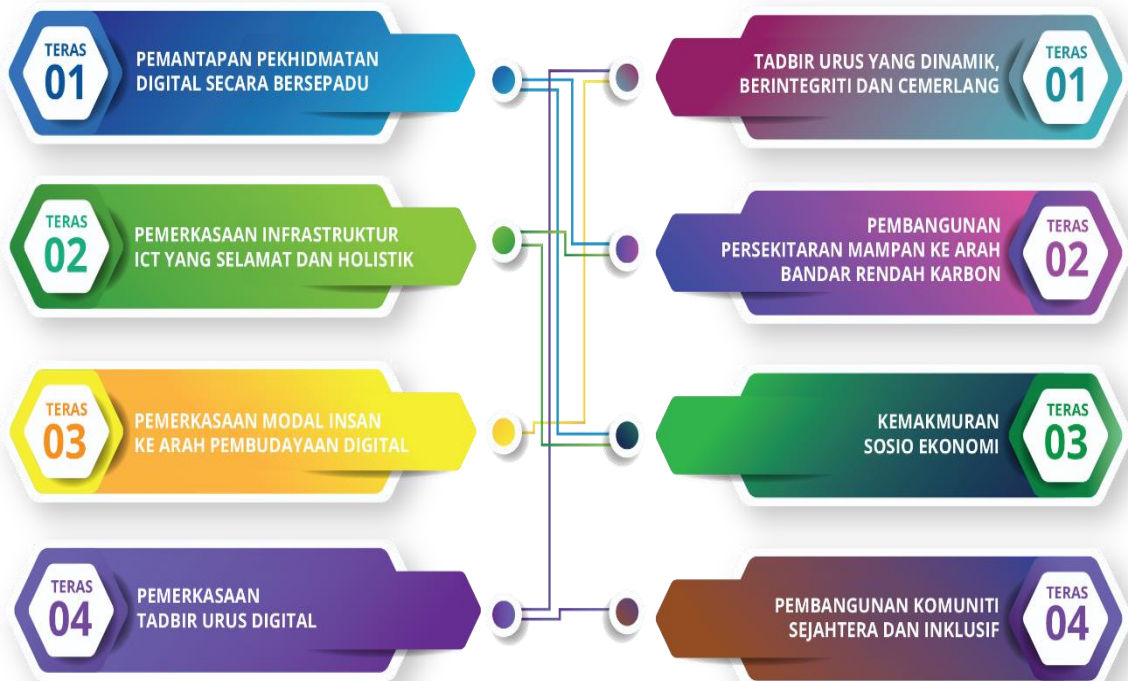 TERAS
01
PEMANTAPAN PEKHIDMATAN
DIGITAL SECARA BERSEPADU
TERAS
02
PEMERKASAAN INFRASTRUKTUR
ICT YANG SELAMAT DAN HOLISTIK
TERAS
03
PEMERKASAAN MODAL INSAN
KE ARAH PEMBUDAYAAN DIGITAL
TERAS
04
PEMERKASAAN
TADBIR URUS DIGITAL
TADBIR URUS YANG DINAMIK,
BERINTEGRITI DAN CEMERLANG
TERAS
01
PEMBANGUNAN
PERSEKITARAN MAMPAN KE ARAH
BANDAR RENDAH KARBON
TERAS
02
KEMAKMURAN
SOSIO EKONOMI
TERAS
03
PEMBANGUNAN KOMUNITI
SEJAHTERA DAN INKLUSIF
TERAS
04